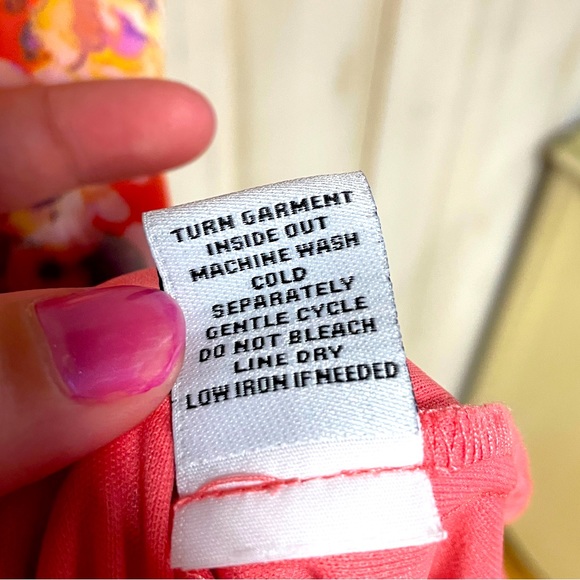 TURN GARMENT
INSIDE OUT
MACHINE WASH
COLD
SEPARATELY
GENTLE CYCLE
DO NOT BLEACH
LINE DRY
LOW IRON IF NEEDED